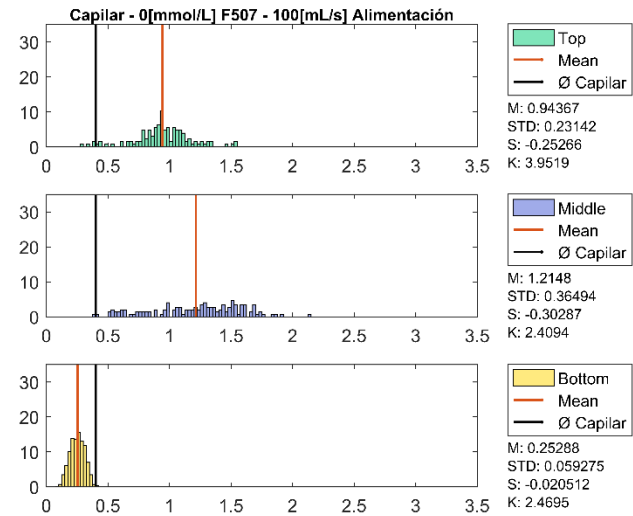 Capilar - 0[mmol/L] F507 - 100[mL/s] Alimentación
30
20
10
0
0 0.5 1 1.5 2 2.5 3 3.5
Top
Mean
Ø Capilar
M: 0.94367
STD: 0.23142
S: -0.25266
K: 3.9519
30
20
10
0
0 0.5 1 1.5 2 2.5 3 3.5
Middle
Mean
Ø Capilar
M: 1.2148
STD: 0.36494
S: -0.30287
K: 2.4094
30
20
10
0
0 0.5 1 1.5 2 2.5 3 3.5
Bottom
Mean
Ø Capilar
M: 0.25288
STD: 0.059275
S: -0.020512
K: 2.4695